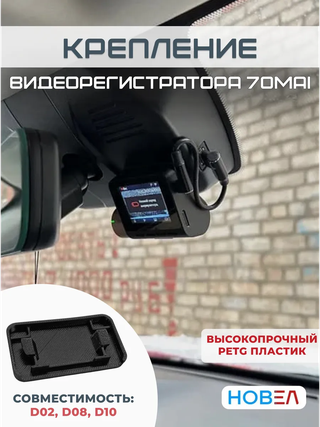 КРЕПЛЕНИЕ
ВИДЕОРЕГИСТРАТОРА 70MAI
ВЫСОКОПРОЧНЫЙ
PETG ПЛАСТИК
СОВМЕСТИМОСТЬ:
D02, D08, D10
НОВЕЛ